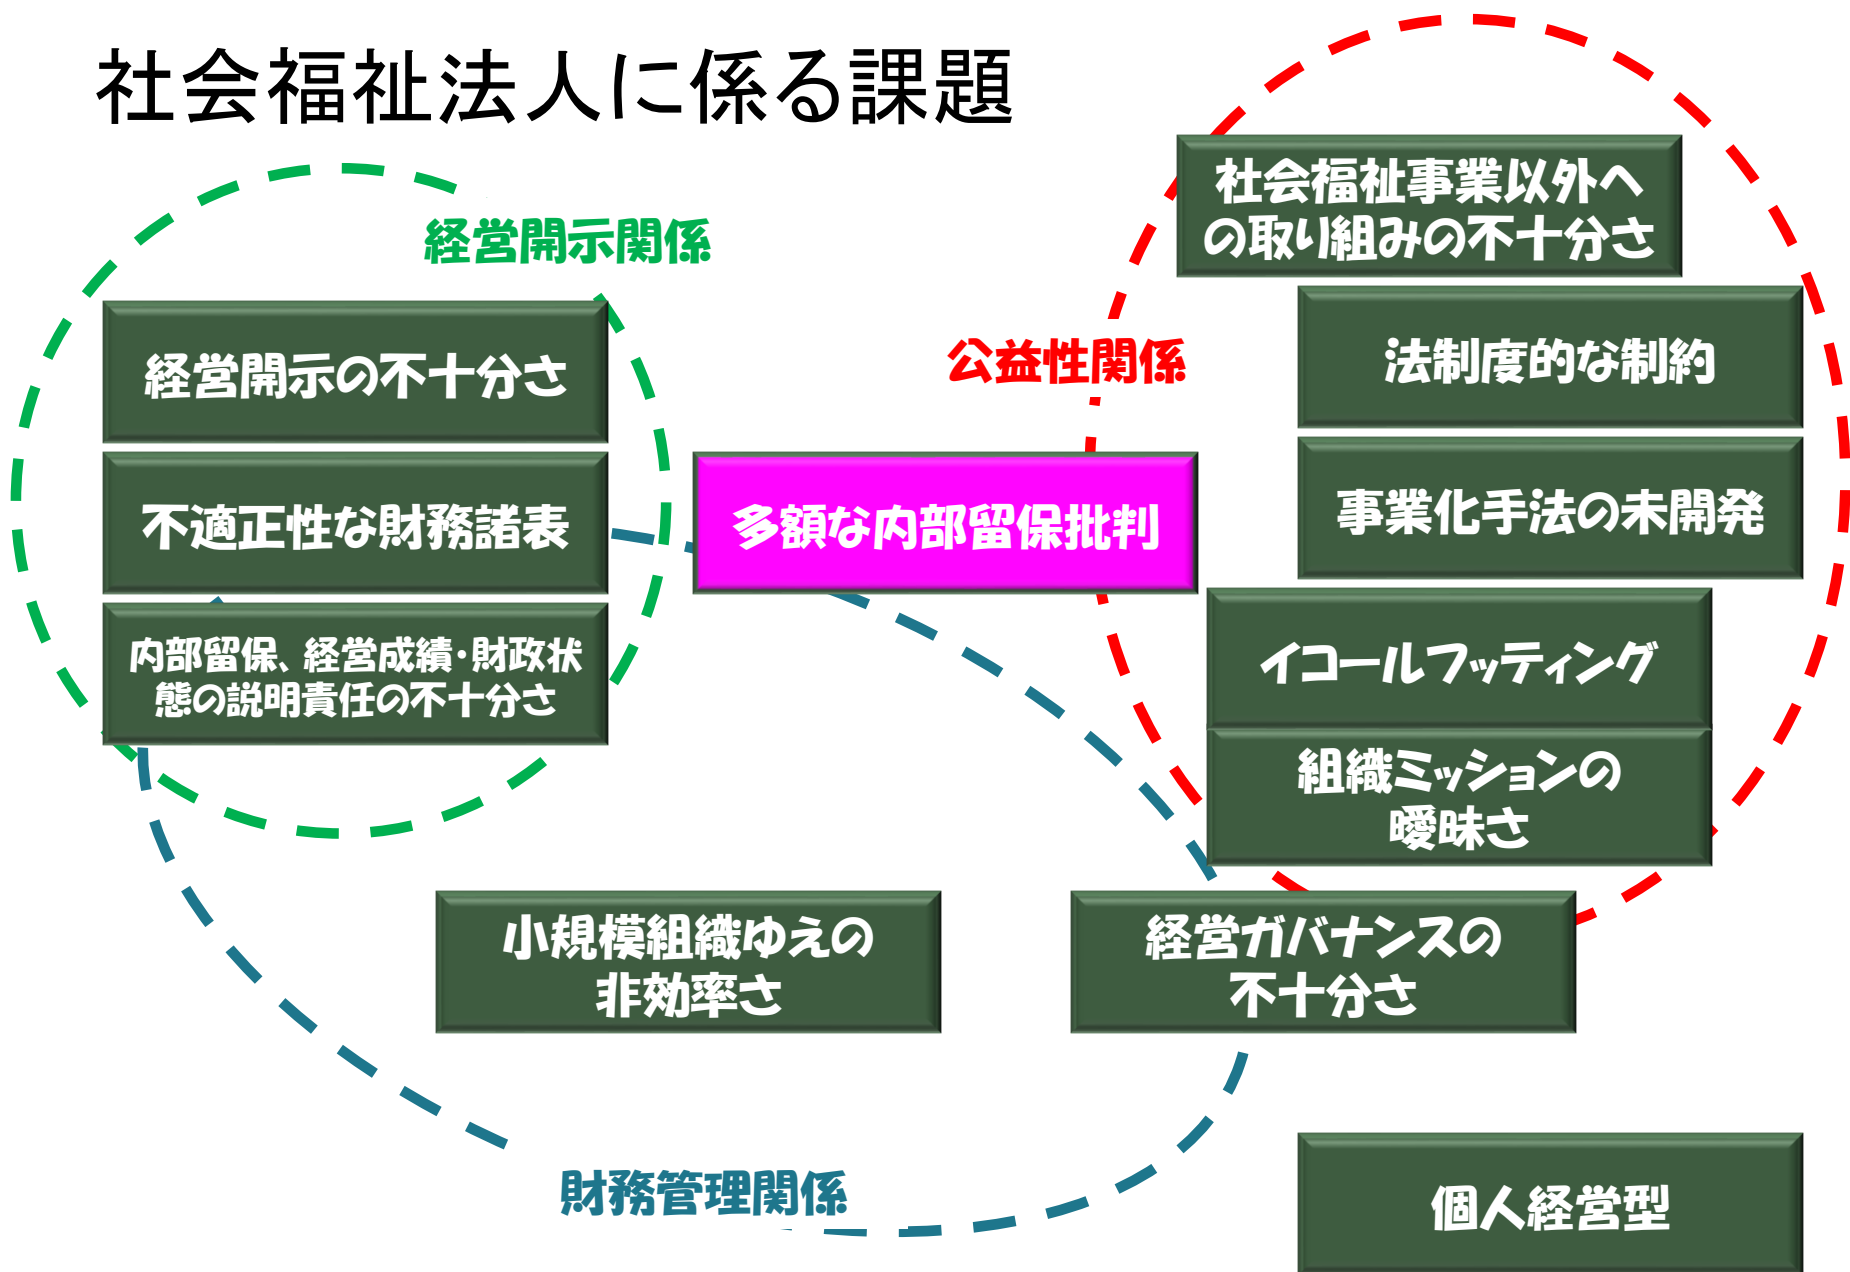 社会福祉法人に係る課題
経営開示関係
経営開示の不十分さ
不適正性な財務諸表
内部留保、経営成績・財政状
態の説明責任の不十分さ
多額な内部留保批判
公益性関係
社会福祉事業以外へ
の取り組みの不十分さ
法制度的な制約
事業化手法の未開発
イコールフッティング
組織ミッションの
曖昧さ
小規模組織ゆえの
非効率さ
経営ガバナンスの
不十分さ
財務管理関係
個人経営型